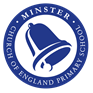 • MINSTER •
CHURCH OF ENGLAND PRIMARY SCHOOL